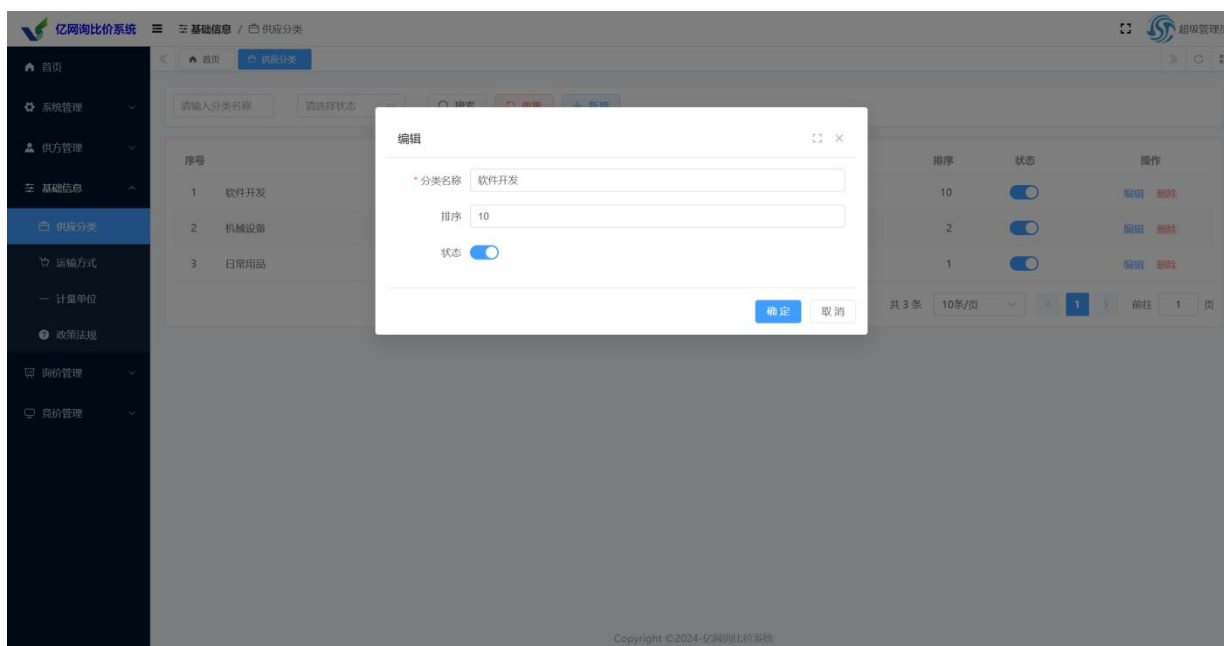 亿网询比价系统 基础信息 / 供应分类 超级管理
首页 供应分类
首页
系统管理
供方管理
基础信息
供应分类
运输方式
计量单位
政策法规
询价管理
竞价管理
请输入分类名称 请选择状态 搜索 重置 新增
序号 排序 状态 操作
1 软件开发 10 编辑 删除
2 机械设备 2 编辑 删除
3 日常用品 1 编辑 删除
共 3 条 10条/页 1 前往 1 页
编辑
* 分类名称 软件开发
排序 10
状态
确定 取消
Copyright ©2024-亿网询比价系统